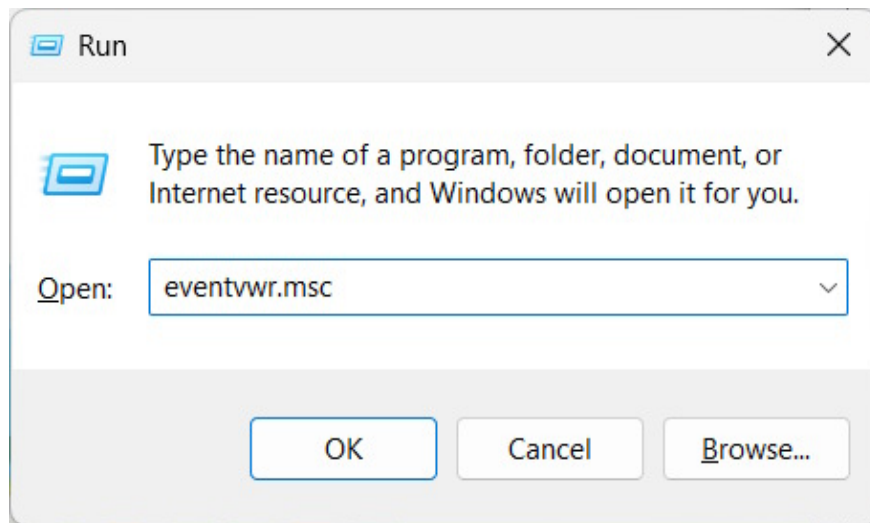 Run
Type the name of a program, folder, document, or
Internet resource, and Windows will open it for you.
Open: eventvwr.msc
OK Cancel Browse...